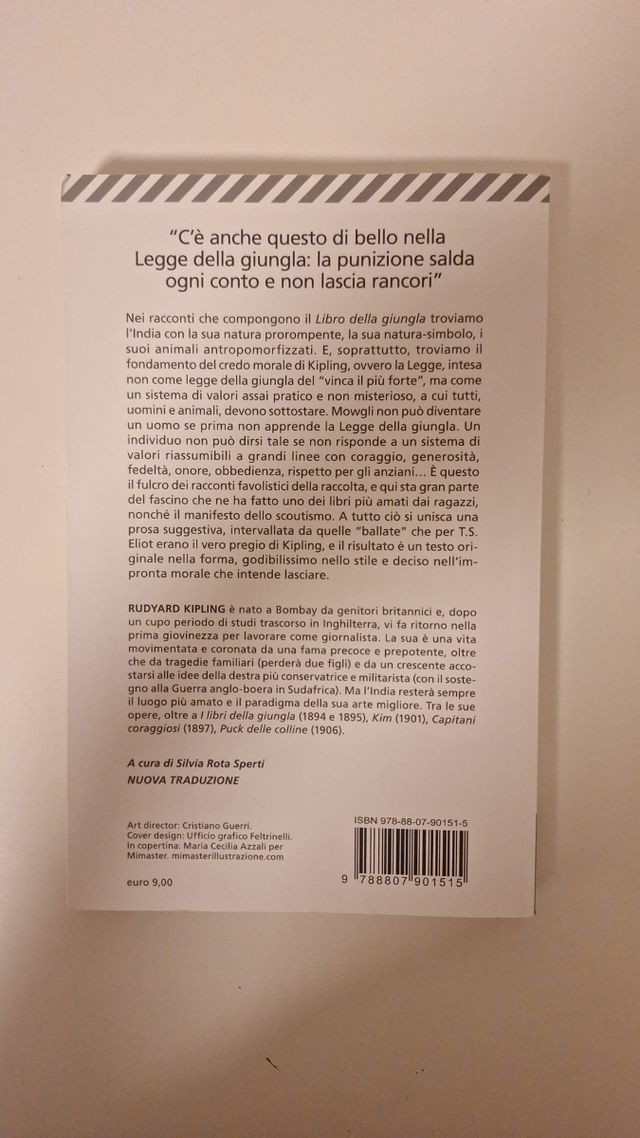 “C’è anche questo di bello nella
Legge della giungla: la punizione salda
ogni conto e non lascia rancori”
Nei racconti che compongono il Libro della giungla troviamo
l’India con la sua natura prorompente, la sua natura-simbolo, i
suoi animali antropomorfizzati. E, soprattutto, troviamo il
fondamento del credo morale di Kipling, ovvero la Legge, intesa
non come legge della giungla del “vinca il più forte”, ma come
un sistema di valori assai pratico e non misterioso, a cui tutti,
uomini e animali, devono sottostare. Mowgli non può diventare
un uomo se prima non apprende la Legge della giungla. Un
individuo non può dirsi tale se non risponde a un sistema di
valori riassumibili a grandi linee con coraggio, generosità,
fedeltà, onore, obbedienza, rispetto per gli anziani... È questo
il fulcro dei racconti favolistici della raccolta, e qui sta gran parte
del fascino che ne ha fatto uno dei libri più amati dai ragazzi,
nonché il manifesto dello scoutismo. A tutto ciò si unisca una
prosa suggestiva, intervallata da quelle “ballate” che per T.S.
Eliot erano il vero pregio di Kipling, e il risultato è un testo ori-
ginale nella forma, godibilissimo nello stile e deciso nell’im-
pronta morale che intende lasciare.
RUDYARD KIPLING è nato a Bombay da genitori britannici e, dopo
un cupo periodo di studi trascorso in Inghilterra, vi fa ritorno nella
prima giovinezza per lavorare come giornalista. La sua è una vita
movimentata e coronata da una fama precoce e prepotente, oltre
che da tragedie familiari (perderà due figli) e da un crescente acco-
starsi alle idee della destra più conservatrice e militarista (con il soste-
gno alla Guerra anglo-boera in Sudafrica). Ma l’India resterà sempre
il luogo più amato e il paradigma della sua arte migliore. Tra le sue
opere, oltre a I libri della giungla (1894 e 1895), Kim (1901), Capitani
coraggiosi (1897), Puck delle colline (1906).
A cura di Silvia Rota Sperti
NUOVA TRADUZIONE
Art director: Cristiano Guerri.
Cover design: Ufficio grafico Feltrinelli.
In copertina: Maria Cecilia Azzali per
Mimaster. mimasterillustrazione.com
euro 9,00
ISBN 978-88-07-90151-5
9 788807 901515